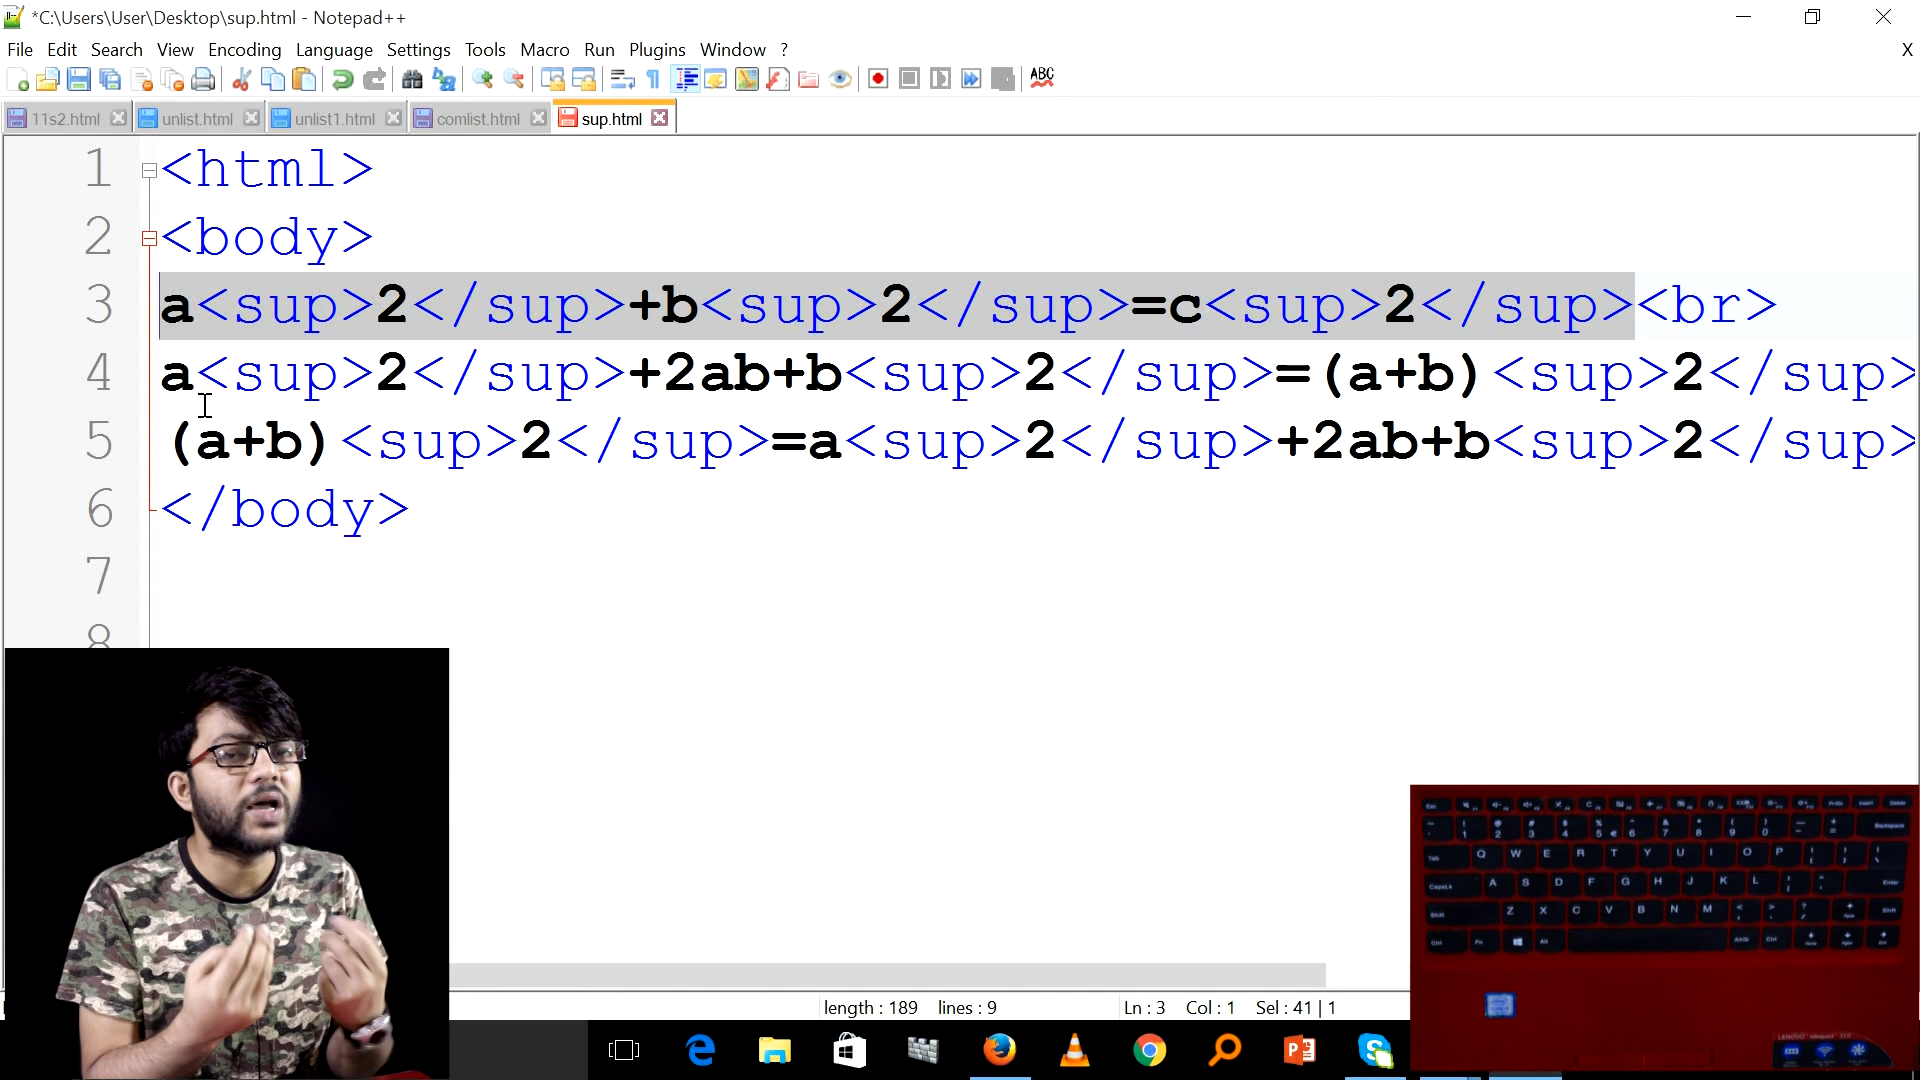 *C:\Users\User\Desktop\sup.html - Notepad++
File Edit Search View Encoding Language Settings Tools Macro Run Plugins Window ? X
ABC
11s2.html unlist.html unlist1.html comlist.html sup.html
1 <html>
2 <body>
3 a<sup>2</sup>+b<sup>2</sup>=c<sup>2</sup><br>
4 a<sup>2</sup>+2ab+b<sup>2</sup>=(a+b)<sup>2</sup>
5 (a+b)<sup>2</sup>=a<sup>2</sup>+2ab+b<sup>2</sup>
6 </body>
7
8
length : 189 lines : 9 Ln : 3 Col : 1 Sel : 41 | 1
Q W E R T Y U I O P
A S D F G H J K L
Z X C V B N M